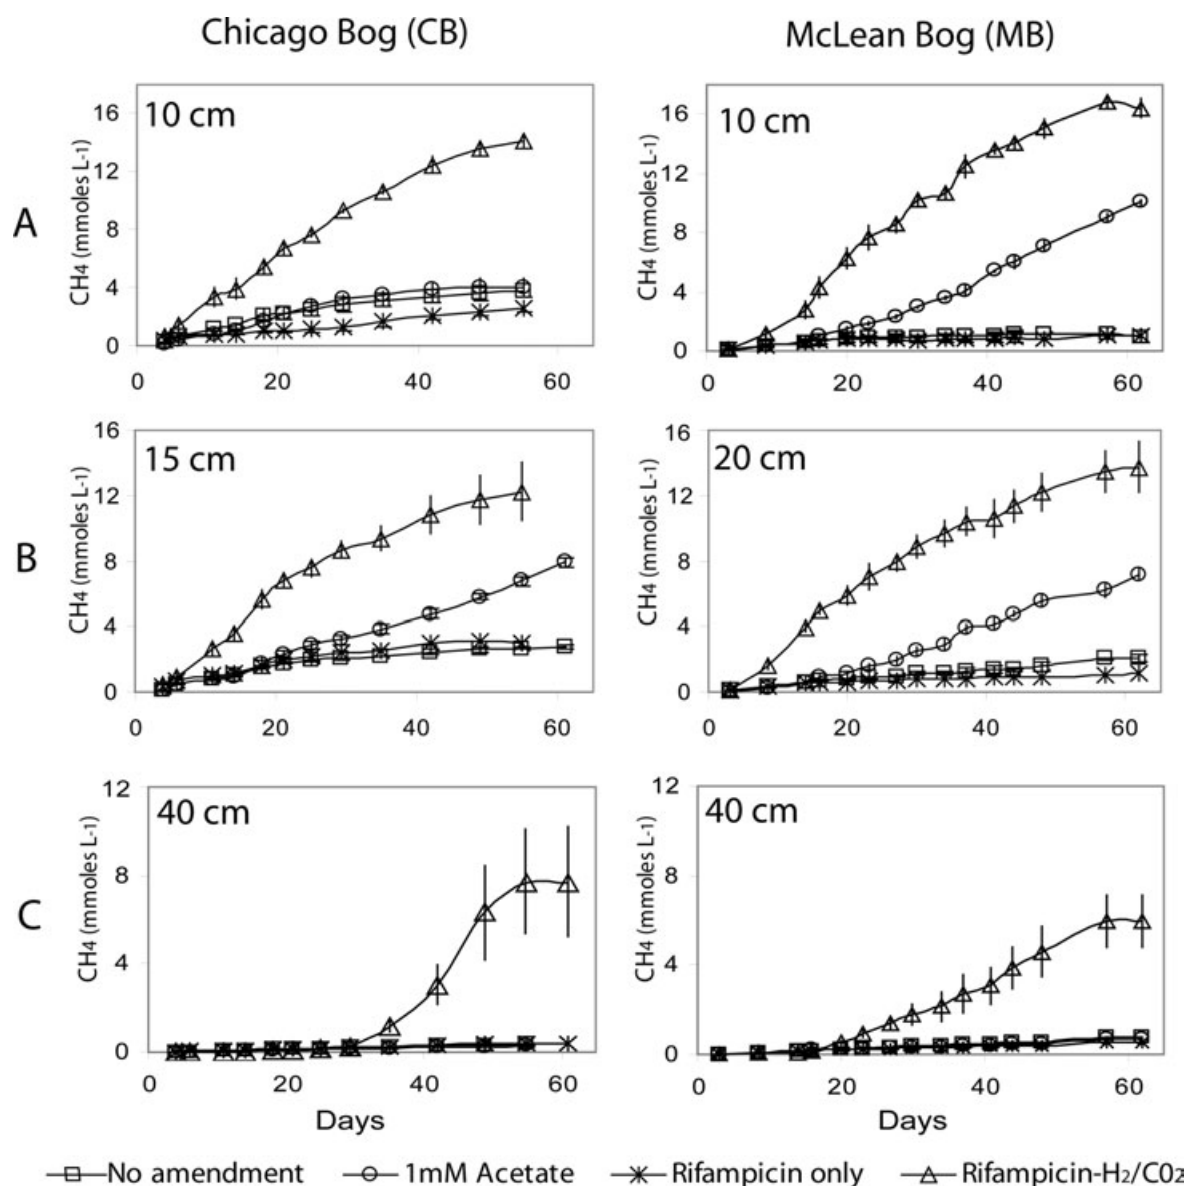 Chicago Bog (CB) McLean Bog (MB)
A
10 cm
CH4 (mmoles L-1)
16
12
8
4
0
0 20 40 60
10 cm
CH4 (mmoles L-1)
16
12
8
4
0
0 20 40 60
B
15 cm
CH4 (mmoles L-1)
16
12
8
4
0
0 20 40 60
20 cm
CH4 (mmoles L-1)
16
12
8
4
0
0 20 40 60
C
40 cm
CH4 (mmoles L-1)
12
8
4
0
0 20 40 60
Days
40 cm
CH4 (mmoles L-1)
12
8
4
0
0 20 40 60
Days
No amendment 1mM Acetate Rifampicin only Rifampicin-H2/C02